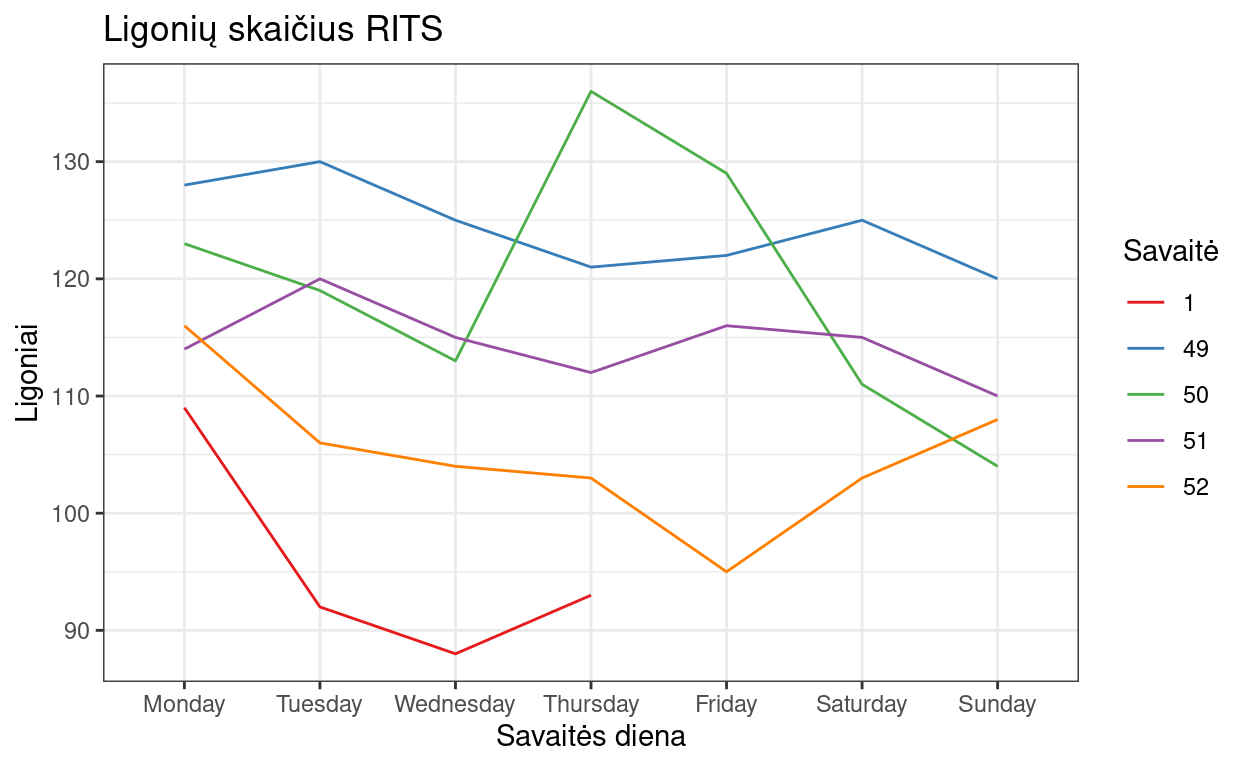 Ligonių skaičius RITS
Ligoniai
130
120
110
100
90
Monday Tuesday Wednesday Thursday Friday Saturday Sunday
Savaitės diena
Savaitė
1
49
50
51
52